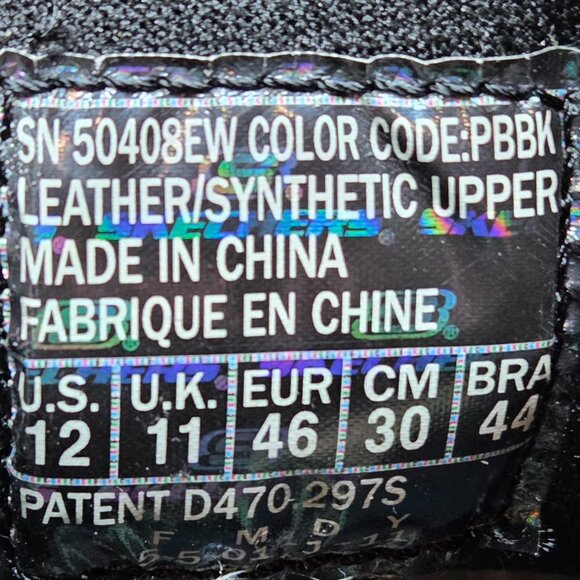 SN 50408EW COLOR CODE:PBBK
LEATHER/SYNTHETIC UPPER
SKECHERS
MADE IN CHINA
FABRIQUE EN CHINE
U.S. U.K. EUR CM BRA
12 11 46 30 44
PATENT D470-297S
F M D Y